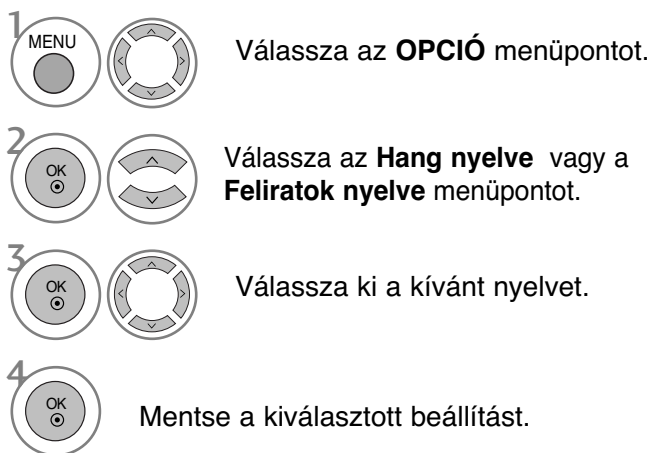 1
MENU
Válassza az OPCIÓ menüpontot.
2
OK
Válassza az Hang nyelve vagy a
Feliratok nyelve menüpontot.
3
OK
Válassza ki a kívánt nyelvet.
4
OK
Mentse a kiválasztott beállítást.